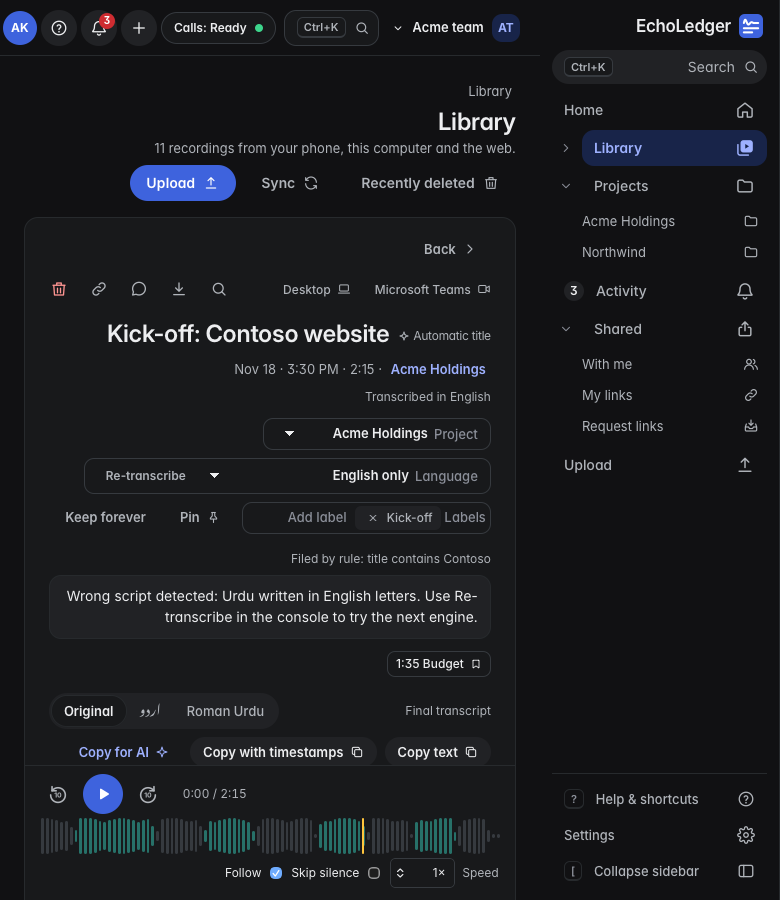 EchoLedger
Ctrl+K Search
Home
Library
Projects
Acme Holdings
Northwind
3 Activity
Shared
With me
My links
Request links
Upload
? Help & shortcuts
Settings
[ Collapse sidebar
AK 3 Calls: Ready Ctrl+K Acme team AT
Library
Library
11 recordings from your phone, this computer and the web.
Upload Sync Recently deleted
Back
Desktop Microsoft Teams
Kick-off: Contoso website Automatic title
Nov 18 · 3:30 PM · 2:15 · Acme Holdings
Transcribed in English
Acme Holdings Project
Re-transcribe English only Language
Keep forever Pin Add label × Kick-off Labels
Filed by rule: title contains Contoso
Wrong script detected: Urdu written in English letters. Use Re-
transcribe in the console to try the next engine.
1:35 Budget
Original اردو Roman Urdu Final transcript
Copy for AI Copy with timestamps Copy text
10 10 0:00 / 2:15
Follow Skip silence 1× Speed